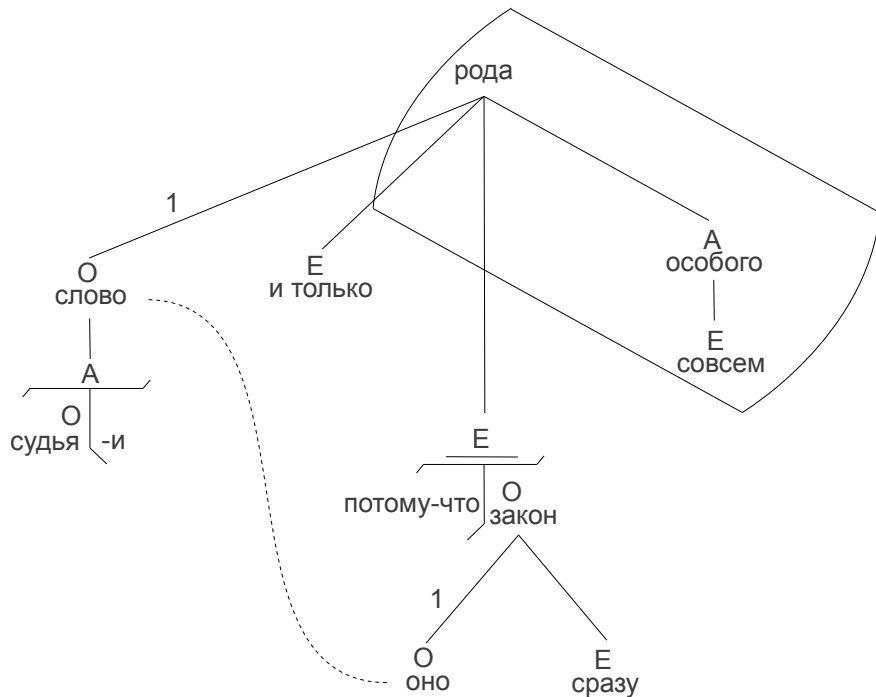 рода
1
О
слово
Е
и только
А
особого
Е
совсем
А
О
судья -и
Е
потому-что
О
закон
1
О
оно
Е
сразу